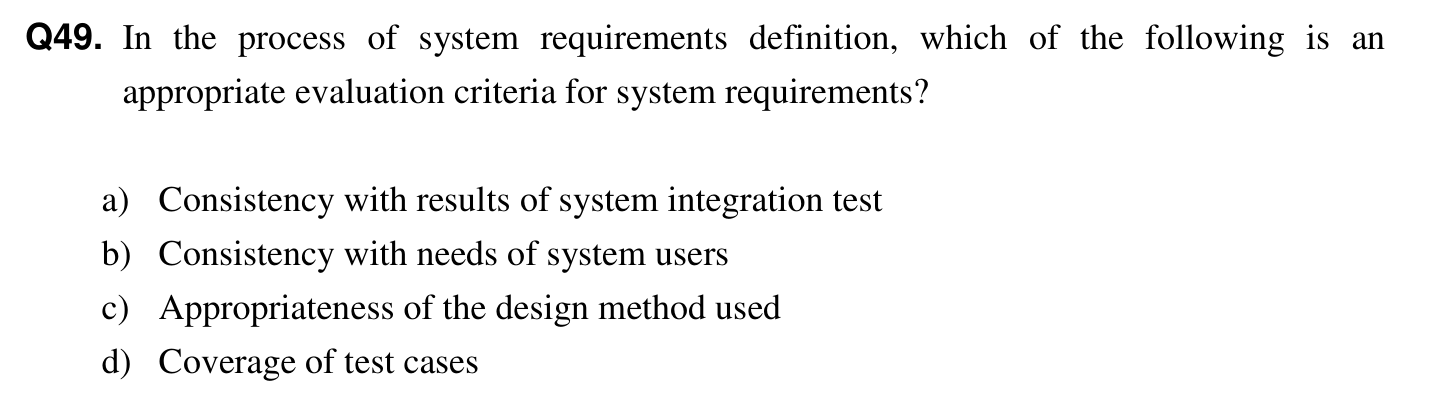 Q49. In the process of system requirements definition, which of the following is an
appropriate evaluation criteria for system requirements?
a) Consistency with results of system integration test
b) Consistency with needs of system users
c) Appropriateness of the design method used
d) Coverage of test cases